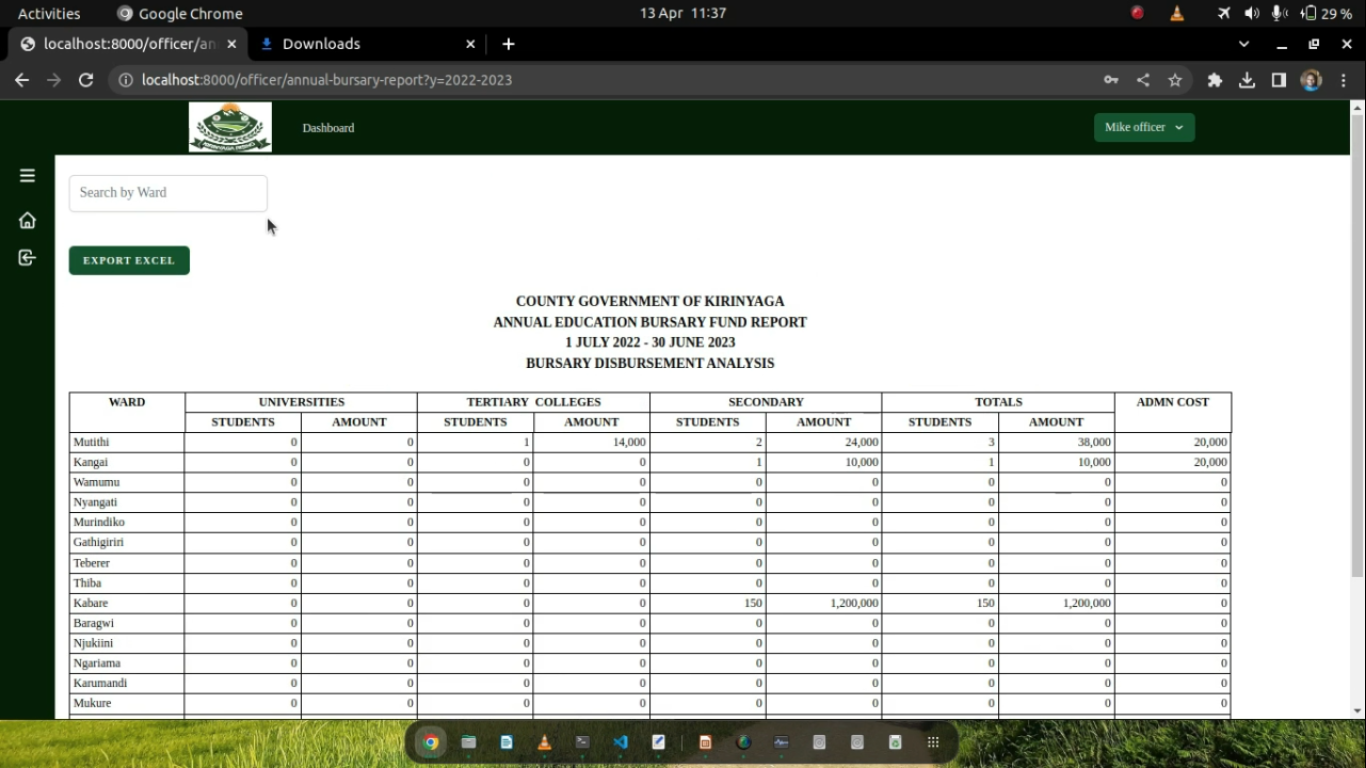 Activities Google Chrome 13 Apr 11:37 29 %
localhost:8000/officer/an Downloads
localhost:8000/officer/annual-bursary-report?y=2022-2023
Dashboard Mike officer
Search by Ward
EXPORT EXCEL
COUNTY GOVERNMENT OF KIRINYAGA
ANNUAL EDUCATION BURSARY FUND REPORT
1 JULY 2022 - 30 JUNE 2023
BURSARY DISBURSEMENT ANALYSIS
WARD UNIVERSITIES TERTIARY COLLEGES SECONDARY TOTALS ADMN COST
STUDENTS AMOUNT STUDENTS AMOUNT STUDENTS AMOUNT STUDENTS AMOUNT
Mutithi 0 0 1 14,000 2 24,000 3 38,000 20,000
Kangai 0 0 0 0 1 10,000 1 10,000 20,000
Wamumu 0 0 0 0 0 0 0 0 0
Nyangati 0 0 0 0 0 0 0 0 0
Murindiko 0 0 0 0 0 0 0 0 0
Gathigiriri 0 0 0 0 0 0 0 0 0
Teberer 0 0 0 0 0 0 0 0 0
Thiba 0 0 0 0 0 0 0 0 0
Kabare 0 0 0 0 150 1,200,000 150 1,200,000 0
Baragwi 0 0 0 0 0 0 0 0 0
Njukiini 0 0 0 0 0 0 0 0 0
Ngariama 0 0 0 0 0 0 0 0 0
Karumandi 0 0 0 0 0 0 0 0 0
Mukure 0 0 0 0 0 0 0 0 0